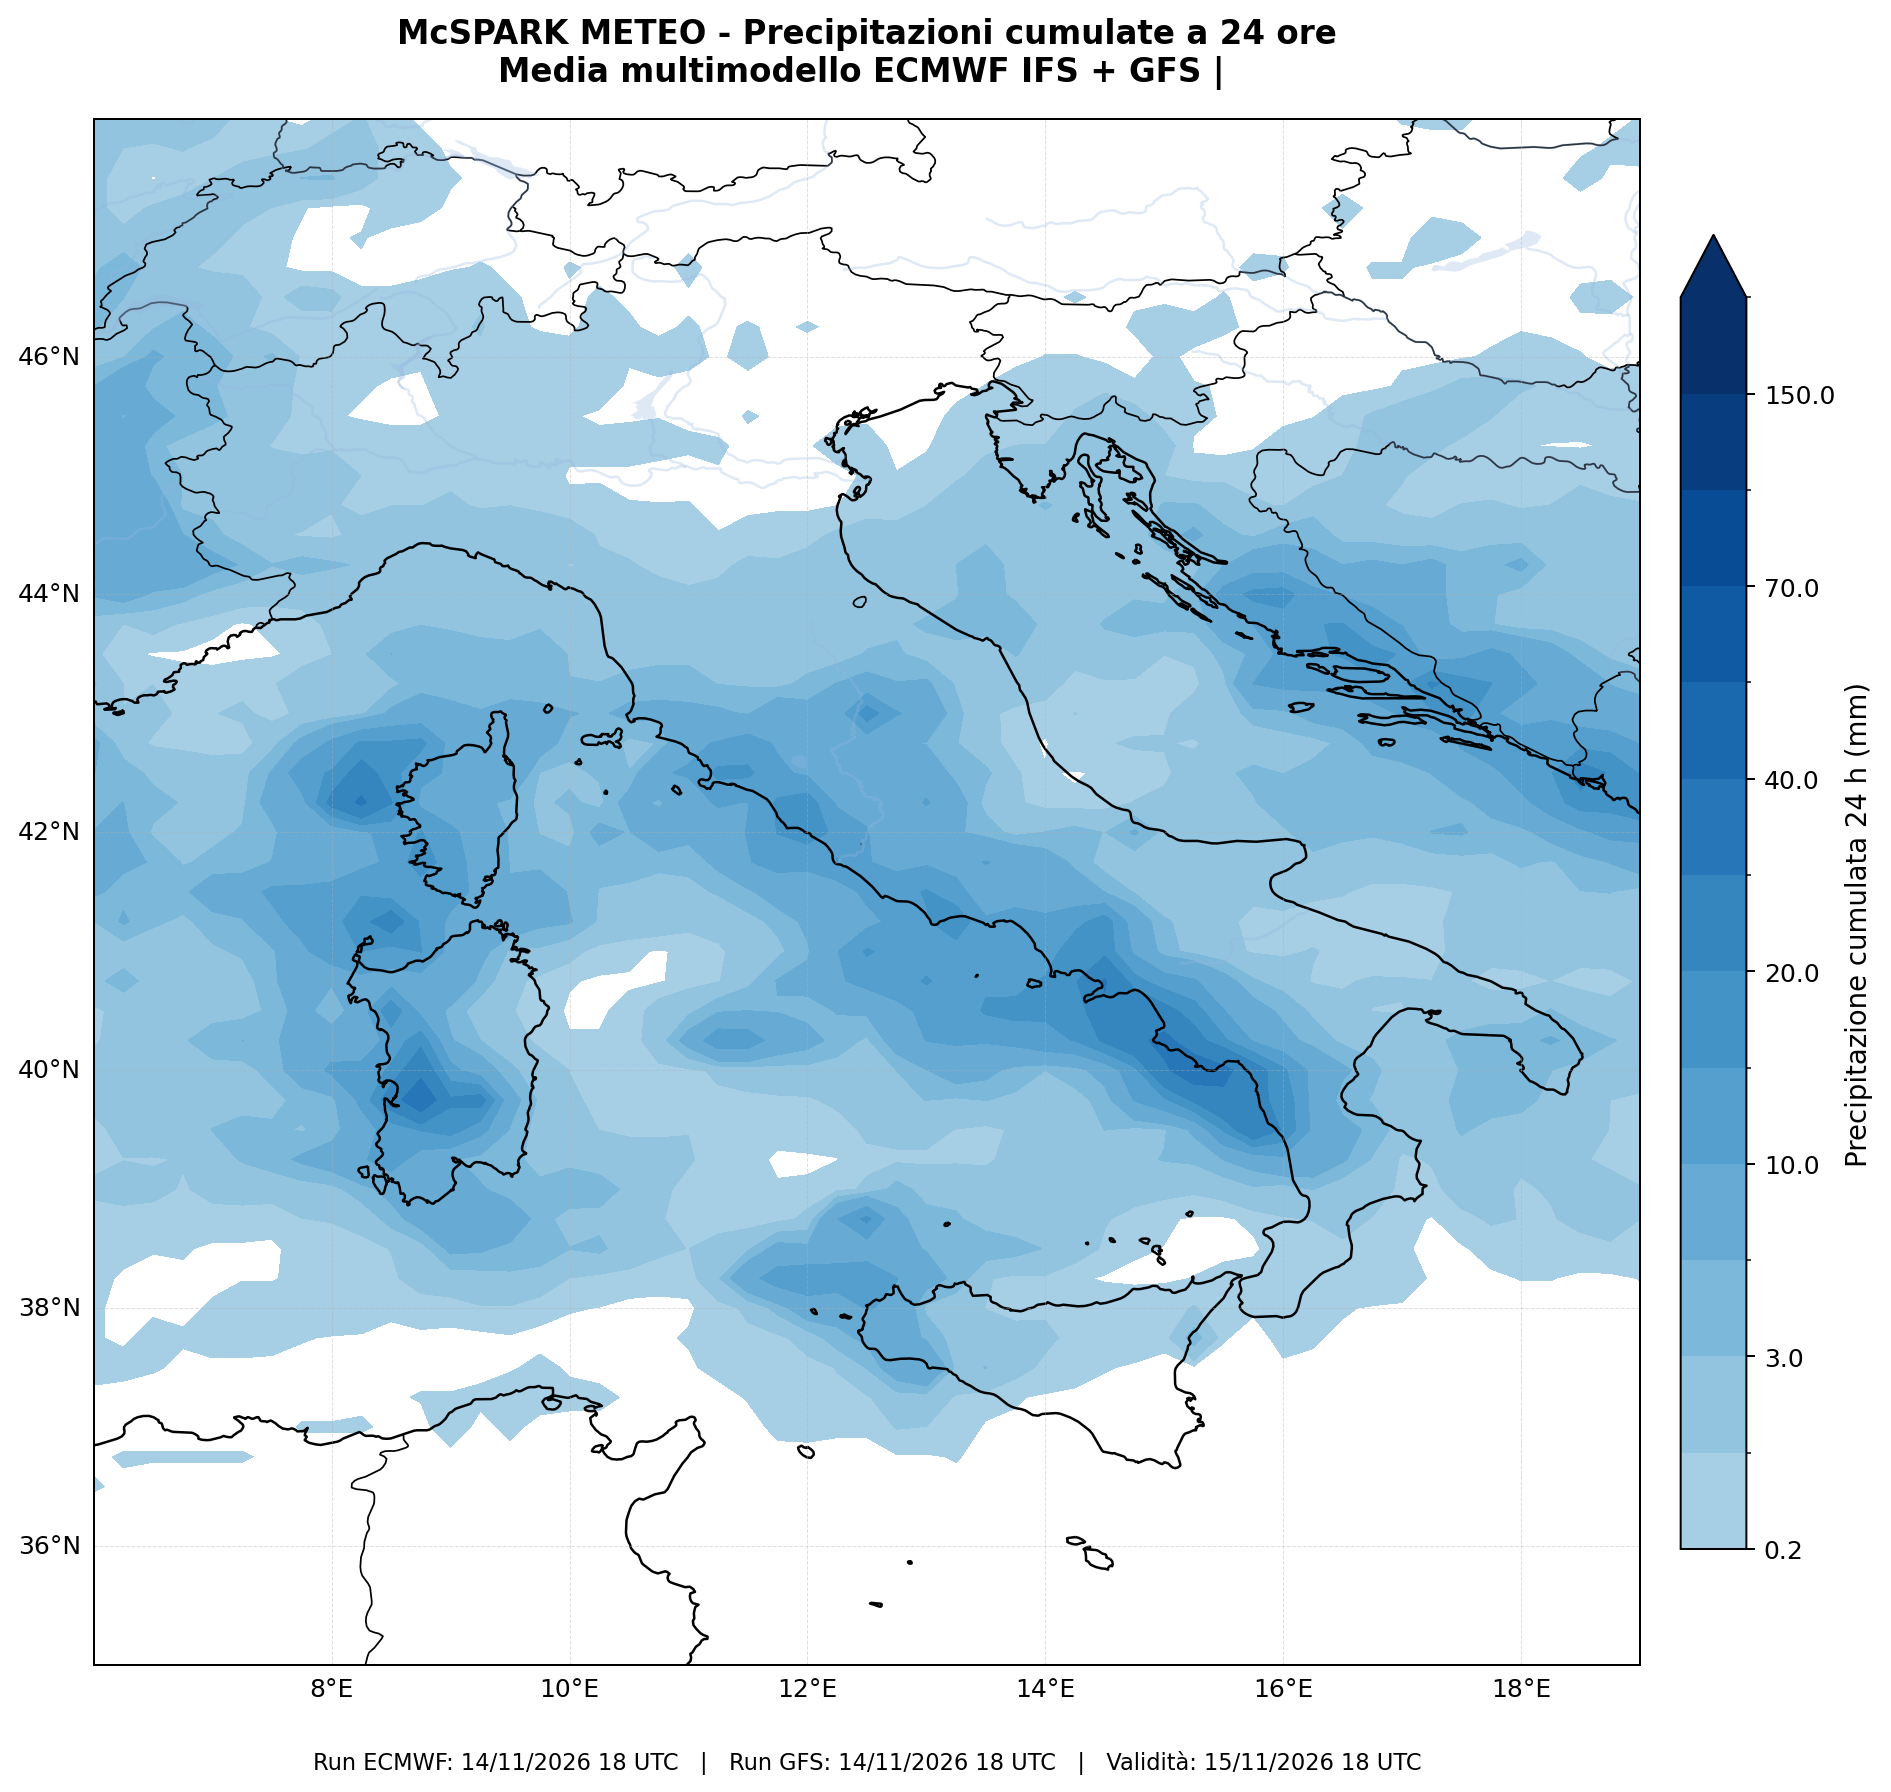 McSPARK METEO - Precipitazioni cumulate a 24 ore
Media multimodello ECMWF IFS + GFS |
46°N
44°N
42°N
40°N
38°N
36°N
8°E
10°E
12°E
14°E
16°E
18°E
150.0
70.0
40.0
20.0
10.0
3.0
0.2
Precipitazione cumulata 24 h (mm)
Run ECMWF: 14/11/2026 18 UTC | Run GFS: 14/11/2026 18 UTC | Validità: 15/11/2026 18 UTC